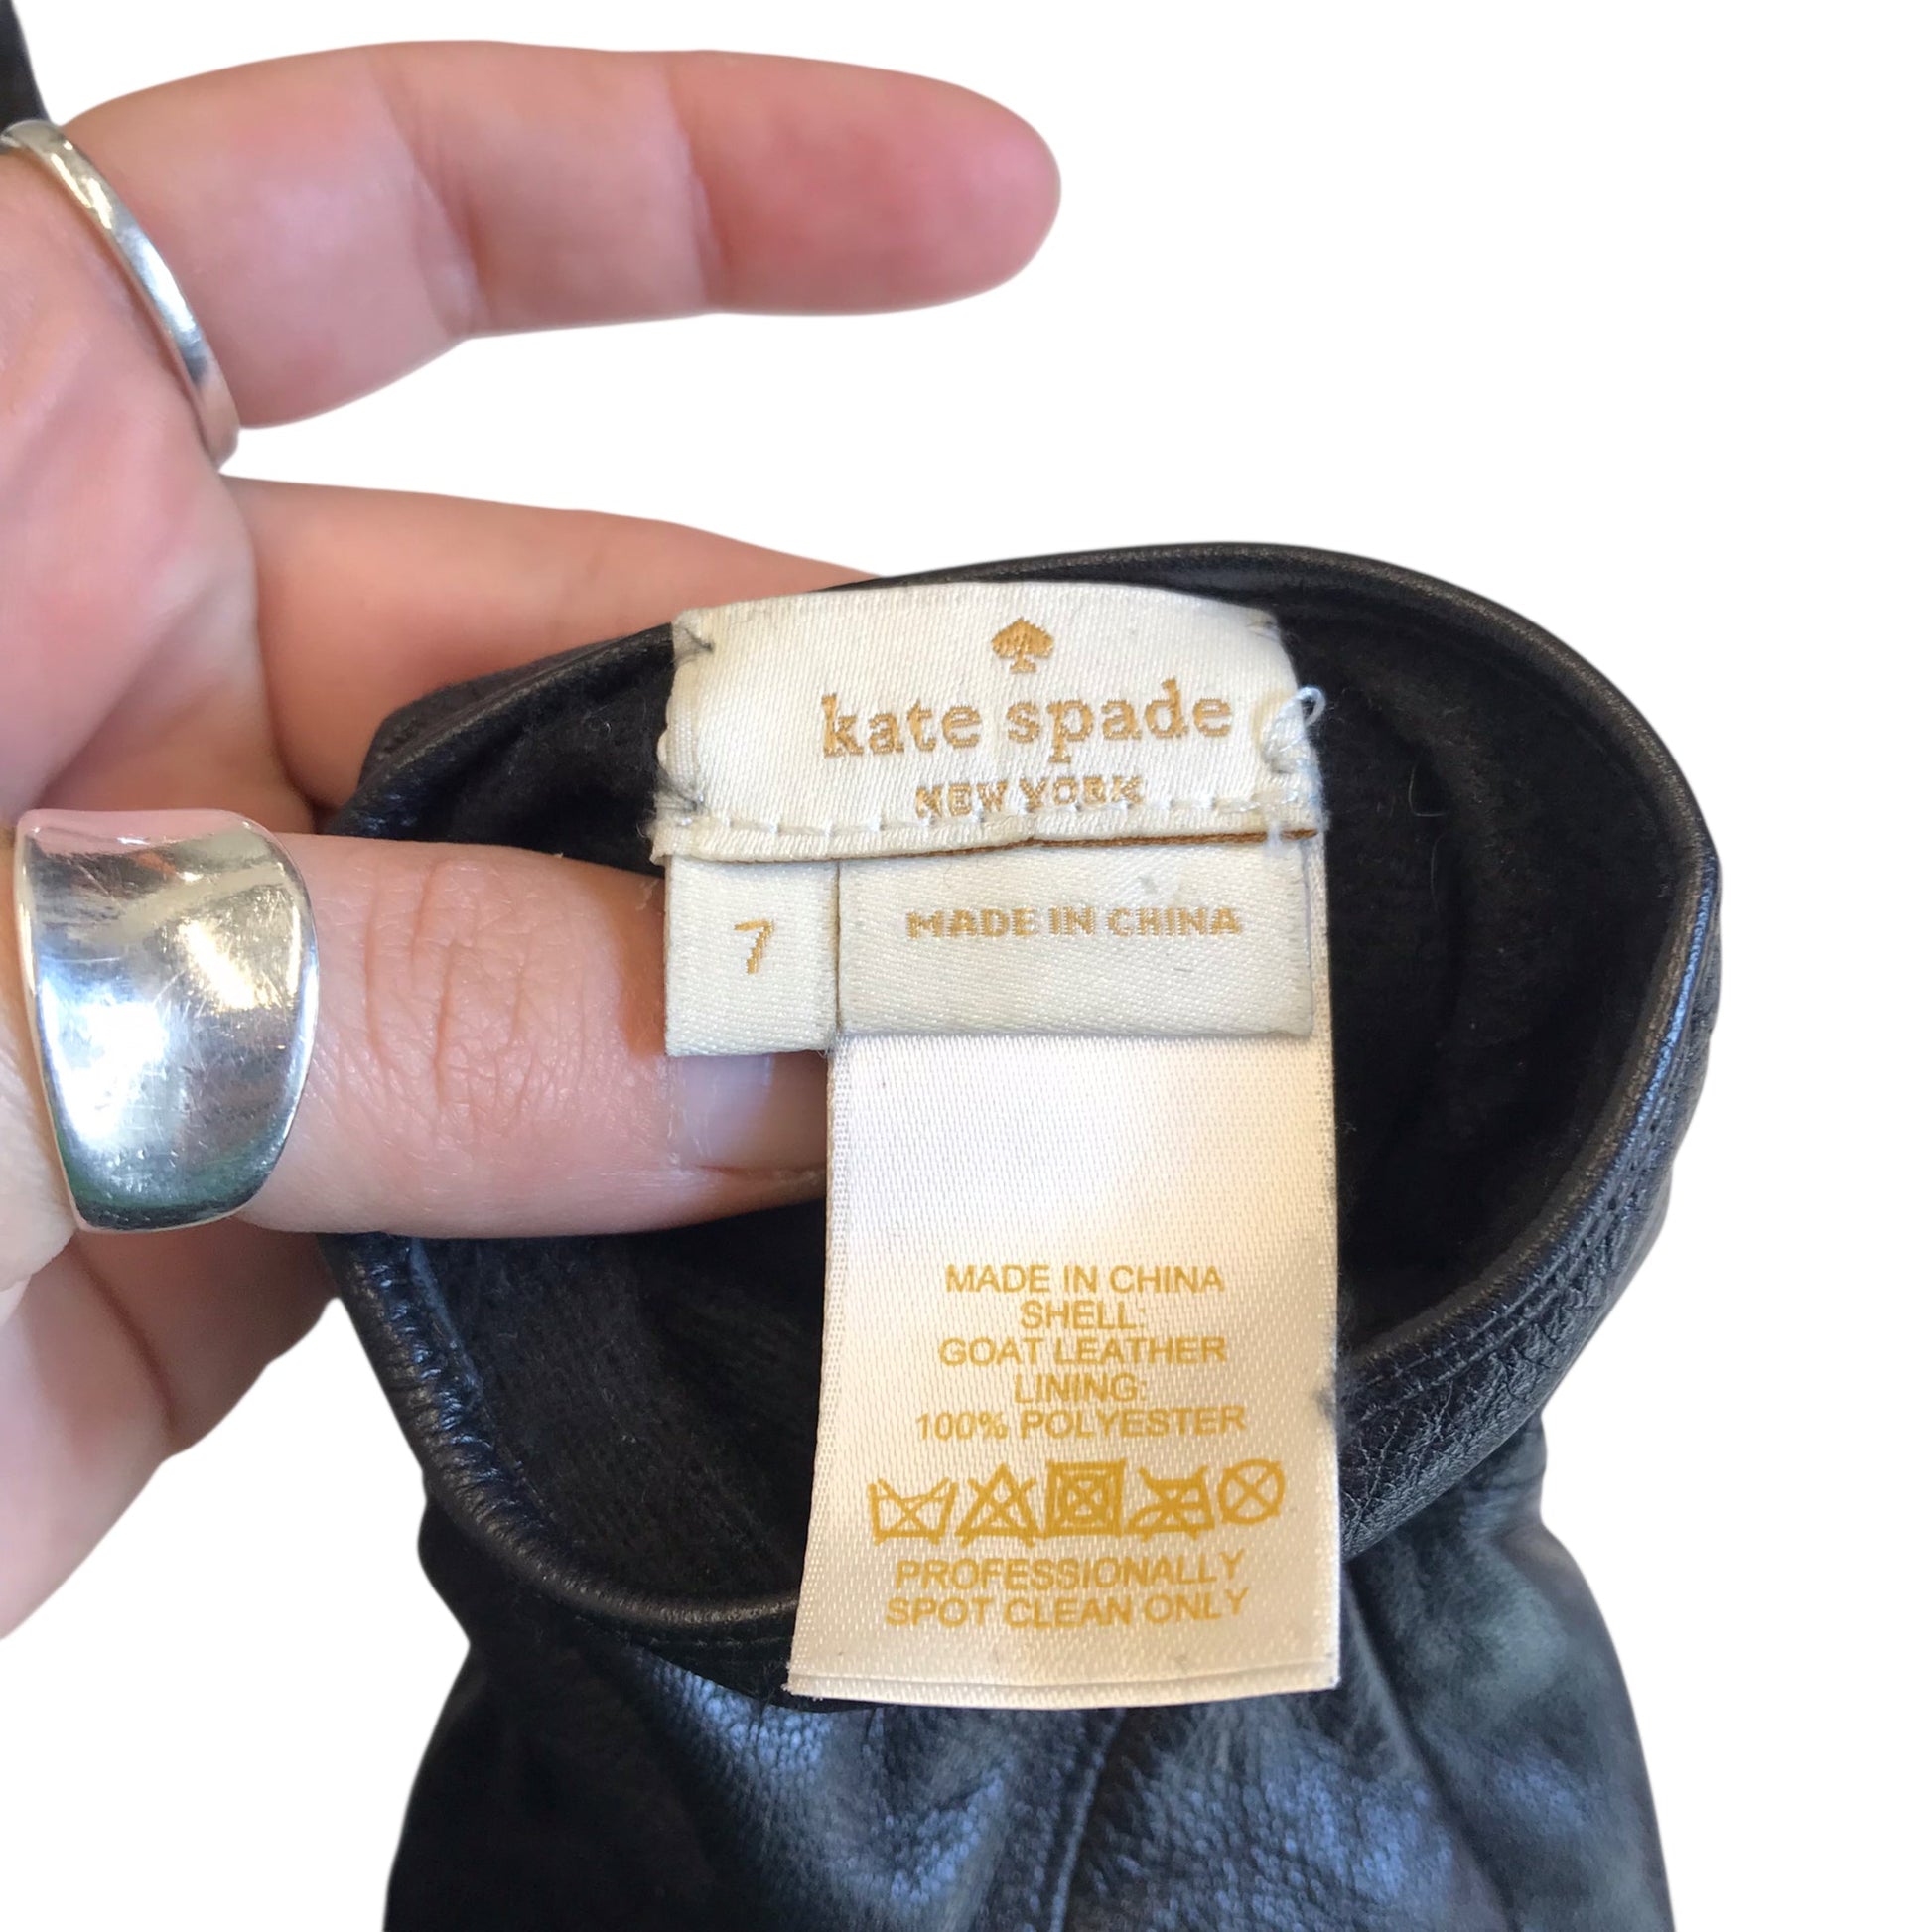 kate spade
NEW YORK
7
MADE IN CHINA
MADE IN CHINA
SHELL:
GOAT LEATHER
LINING:
100% POLYESTER
PROFESSIONALLY
SPOT CLEAN ONLY